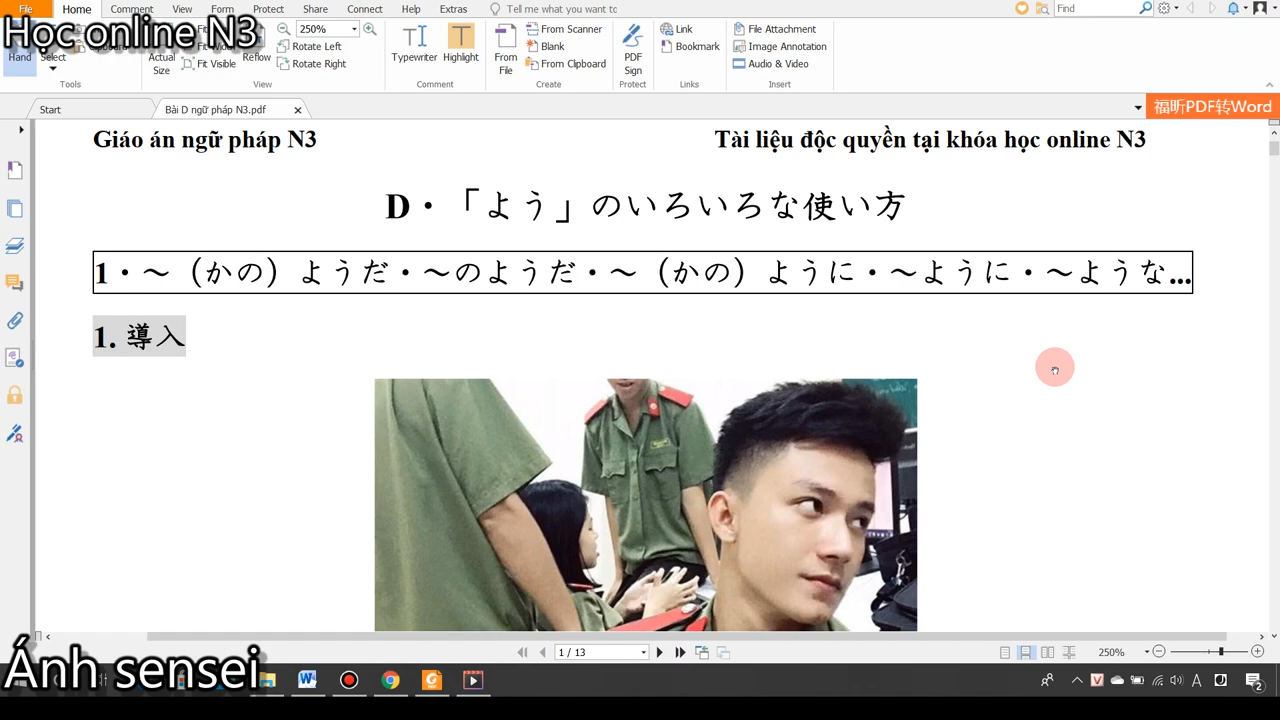 File Home Comment View Form Protect Share Connect Help Extras Tell me what you want to Find
Học online N3
Hand
Select
Actual Size
Reflow
Fit Visible
250%
Rotate Left
Rotate Right
Typewriter
Highlight
From File
From Scanner
Blank
From Clipboard
PDF Sign
Link
Bookmark
File Attachment
Image Annotation
Audio & Video
Tools View Comment Create Protect Links Insert
Start Bài D ngữ pháp N3.pdf 福昕PDF转Word
Giáo án ngữ pháp N3 Tài liệu độc quyền tại khóa học online N3
D・「よう」のいろいろな使い方
1・～（かの）ようだ・～のようだ・～（かの）ように・～ように・～ような...
1. 導入
1 / 13 250%
Ánh sensei
2